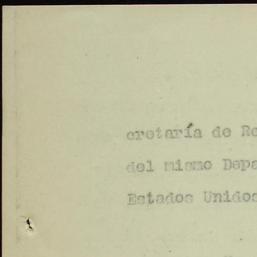 cretaría de Re
del mismo Depa
Estados Unidos